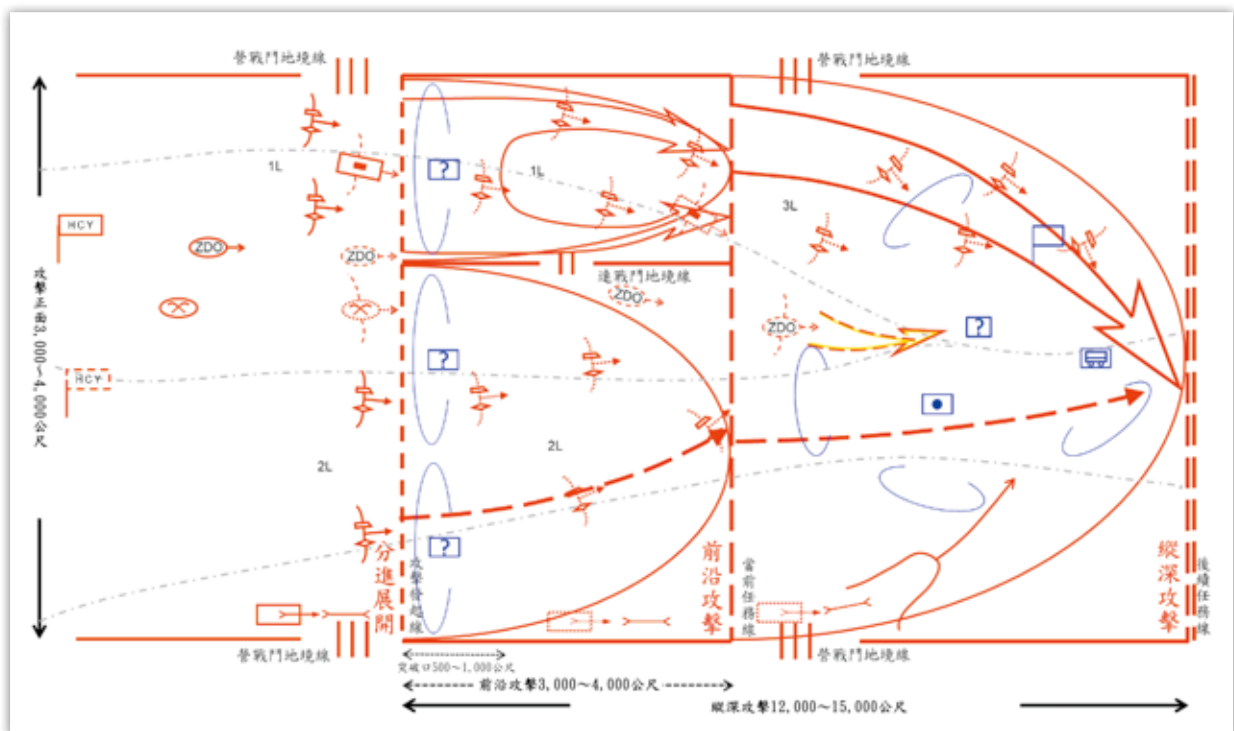 營戰鬥地境線
營戰鬥地境線
1L
?
1L
3L
HCY
ZDO
ZDO
連戰鬥地境線
ZDO
ZDO
?
攻擊正面3,000~4,000公尺
HCY
?
2L
2L
?
分進展開
攻擊發起線
前沿攻擊
當前任務線
縱深攻擊
後續任務線
營戰鬥地境線
營戰鬥地境線
突破口500~1,000公尺
前沿攻擊3,000~4,000公尺
縱深攻擊12,000~15,000公尺